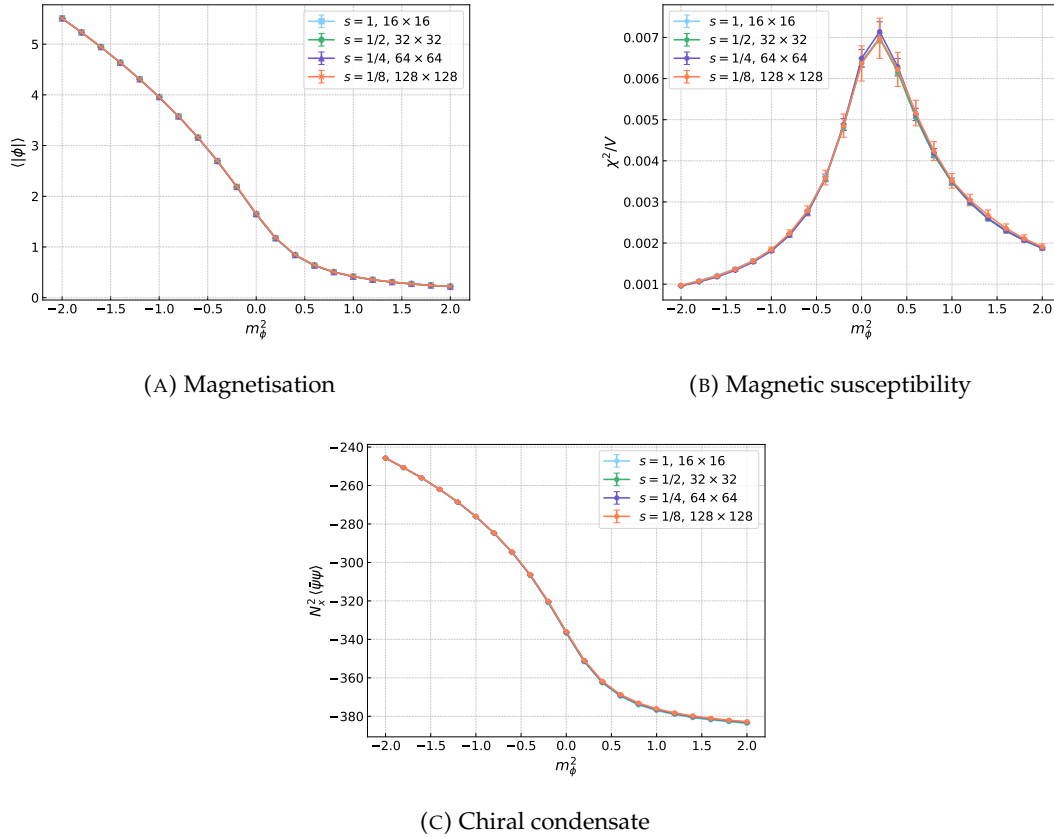 5
4
3
2
1
0
⟨|ϕ|⟩
s = 1, 16 × 16
s = 1/2, 32 × 32
s = 1/4, 64 × 64
s = 1/8, 128 × 128
−2.0 −1.5 −1.0 −0.5 0.0 0.5 1.0 1.5 2.0
m²_ϕ
(A) Magnetisation
0.007
0.006
0.005
0.004
0.003
0.002
0.001
χ²/V
s = 1, 16 × 16
s = 1/2, 32 × 32
s = 1/4, 64 × 64
s = 1/8, 128 × 128
−2.0 −1.5 −1.0 −0.5 0.0 0.5 1.0 1.5 2.0
m²_ϕ
(B) Magnetic susceptibility
−240
−260
−280
−300
−320
−340
−360
−380
N²_x ⟨ψ̄ψ⟩
s = 1, 16 × 16
s = 1/2, 32 × 32
s = 1/4, 64 × 64
s = 1/8, 128 × 128
−2.0 −1.5 −1.0 −0.5 0.0 0.5 1.0 1.5 2.0
m²_ϕ
(C) Chiral condensate